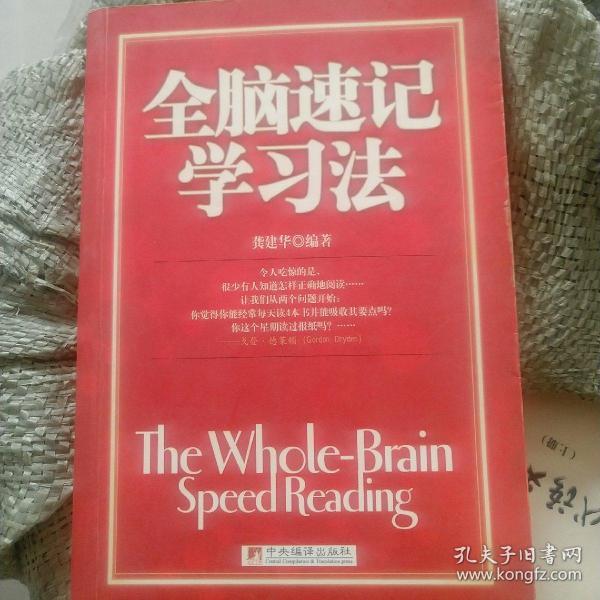 全脑速记
学习法
龚建华◎编著
令人吃惊的是，
很少有人知道怎样正确地阅读……
让我们从两个问题开始：
你觉得你能经常每天读4本书并能吸收其要点吗？
你这个星期读过报纸吗？……
——戈登·德莱顿（Gordon Dryden）
The Whole-Brain
Speed Reading
中央编译出版社
Central Compilation & Translation press
孔夫子旧书网
www.kongfz.com